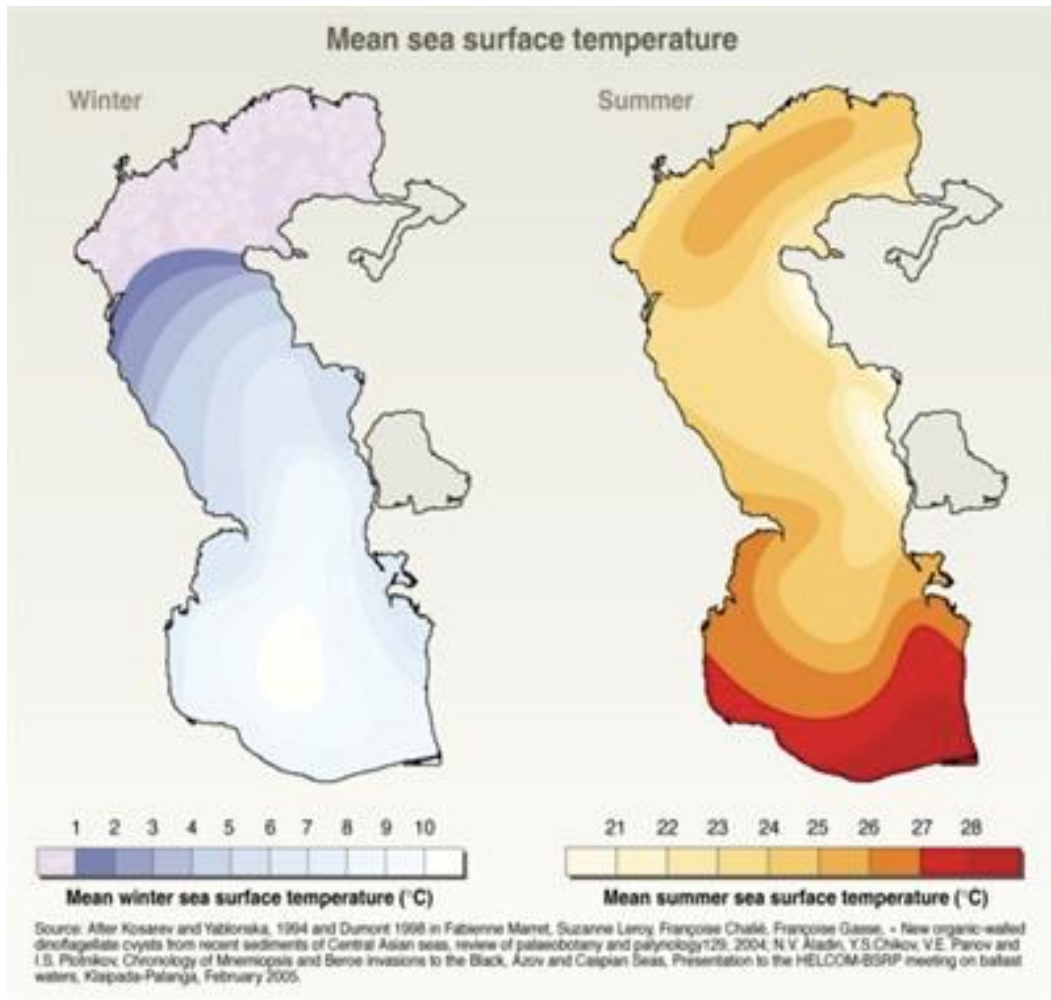 Mean sea surface temperature
Winter
Summer
1 2 3 4 5 6 7 8 9 10
Mean winter sea surface temperature (°C)
21 22 23 24 25 26 27 28
Mean summer sea surface temperature (°C)
Source: After Kosarev and Yablonska, 1994 and Dumont 1998 in Fabienne Marret, Suzanne Leroy, Françoise Chalié, Françoise Gasse, - New organic-walled
dinoflagellate cvysts from recent sediments of Central Asian seas, review of palaeobotany and palynology129, 2004; N.V. Aladin, Y.S.Chikov, V.E. Panov and
I.S. Plotnikov, Chronology of Mnemiopsis and Beroe invasions to the Black, Azov and Caspian Seas, Presentation to the HELCOM-BSRP meeting on ballast
waters, Klaipada-Palanga, February 2005.